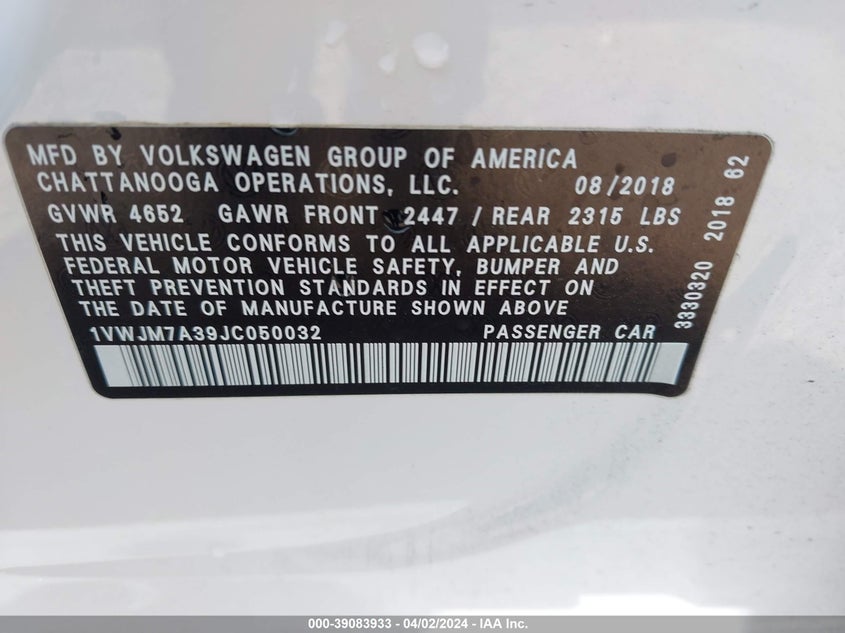 MFD BY VOLKSWAGEN GROUP OF AMERICA
CHATTANOOGA OPERATIONS, LLC. 08/2018
GVWR 4652 GAWR FRONT 2447 / REAR 2315 LBS
THIS VEHICLE CONFORMS TO ALL APPLICABLE U.S.
FEDERAL MOTOR VEHICLE SAFETY, BUMPER AND
THEFT PREVENTION STANDARDS IN EFFECT ON
THE DATE OF MANUFACTURE SHOWN ABOVE
1VWJM7A39JC050032 PASSENGER CAR
3330320 2018 62
000-39083933 / 04/02/2024 - IAA Inc.